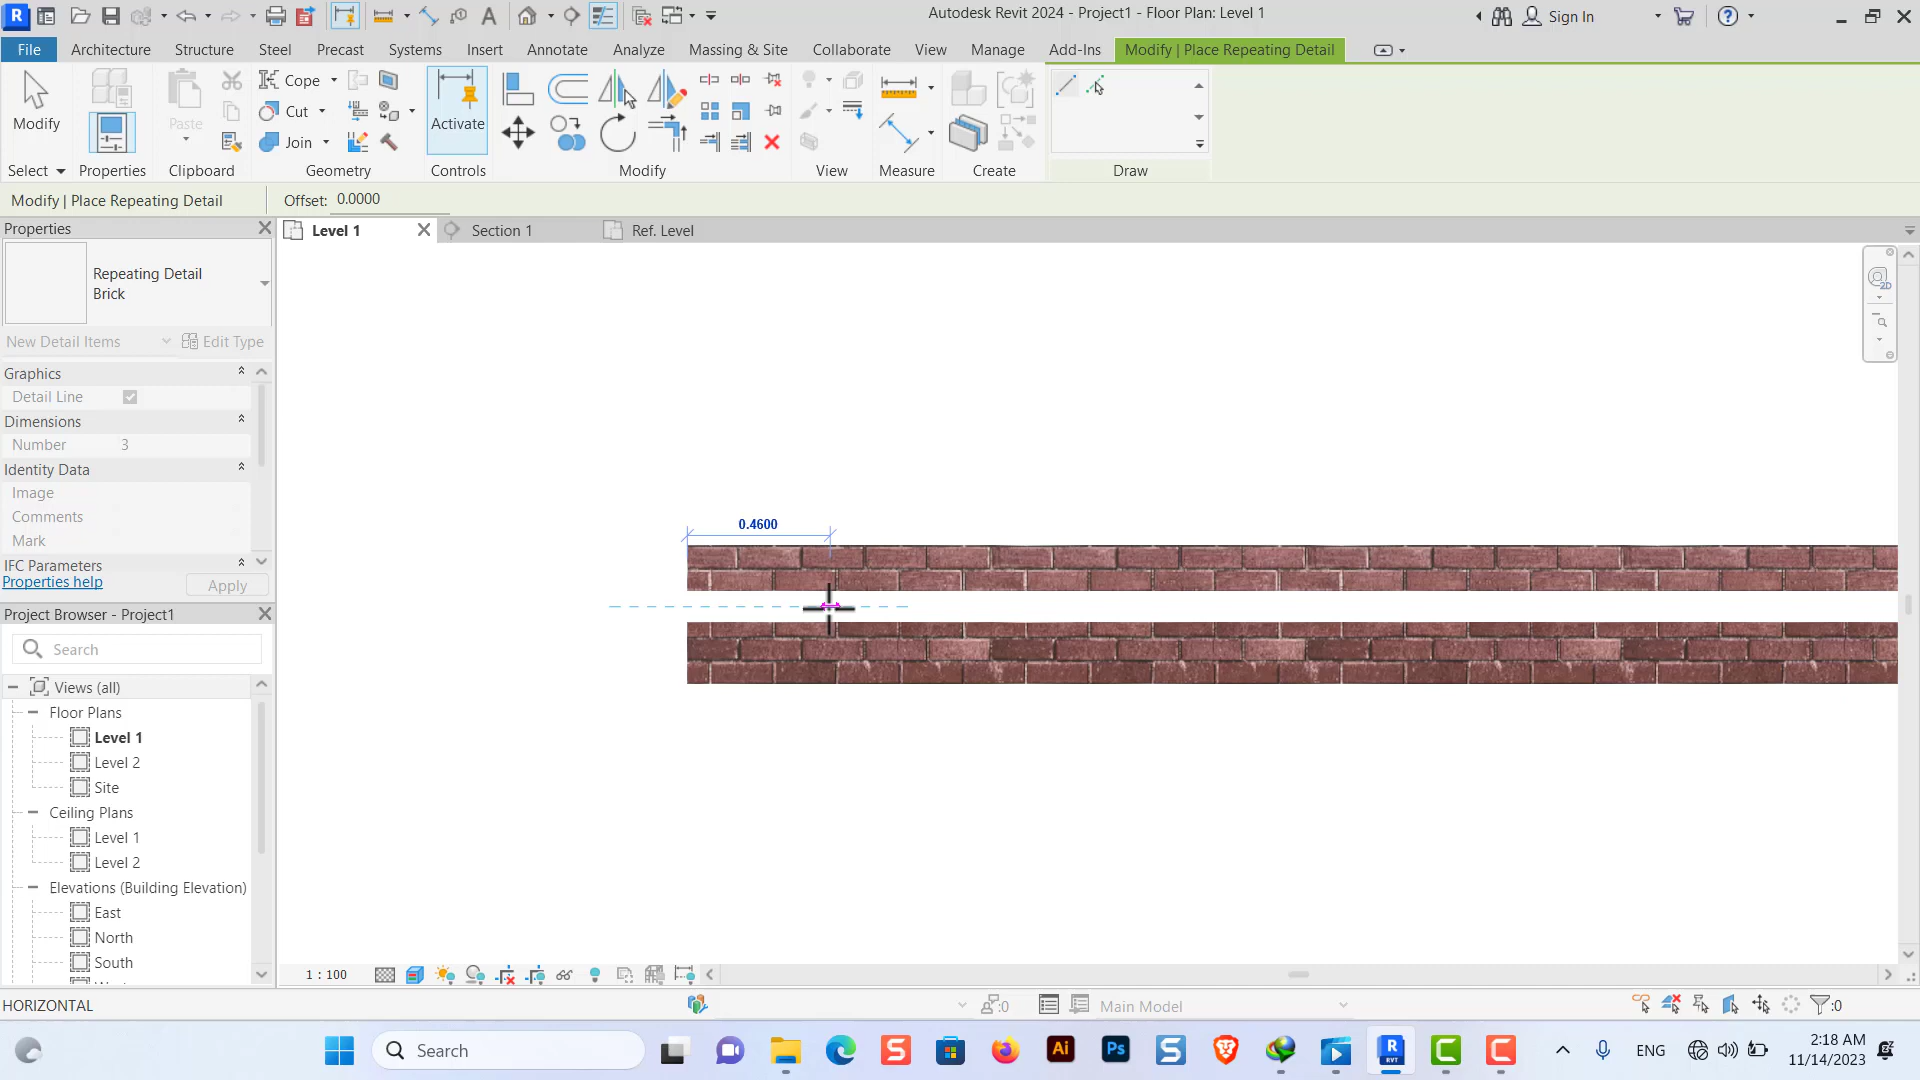 Autodesk Revit 2024 - Project1 - Floor Plan: Level 1
Sign In
File Architecture Structure Steel Precast Systems Insert Annotate Analyze Massing & Site Collaborate View Manage Add-Ins Modify | Place Repeating Detail
Modify
Paste
Cope
Cut
Join
Activate
Select Properties Clipboard Geometry Controls Modify View Measure Create Draw
Modify | Place Repeating Detail Offset: 0.0000
Properties
Level 1 Section 1 Ref. Level
Repeating Detail
Brick
New Detail Items Edit Type
Graphics
Detail Line
Dimensions
Number 3
Identity Data
Image
Comments
Mark
IFC Parameters
Properties help Apply
Project Browser - Project1
Search
Views (all)
Floor Plans
Level 1
Level 2
Site
Ceiling Plans
Level 1
Level 2
Elevations (Building Elevation)
East
North
South
2D
0.4600
1 : 100
HORIZONTAL
:0
Main Model
:0
Search
Ai
Ps
S
S
R
RVT
C
C
ENG
2:18 AM
11/14/2023